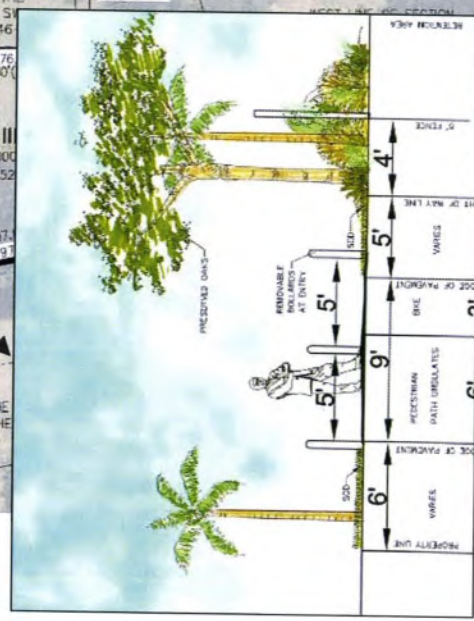 WEST LINE OF SECTION
PRESERVED OAKS
REMOVABLE
BOLLARDS
AT ENTRY
SOD
SOD
5'
5'
6'
9'
5'
4'
PROPERTY LINE
VARIES
EDGE OF PAVEMENT
PEDESTRIAN
PATH UNDULATES
BIKE
EDGE OF PAVEMENT
VARIES
RIGHT OF WAY LINE
5' FENCE
RETENTION AREA